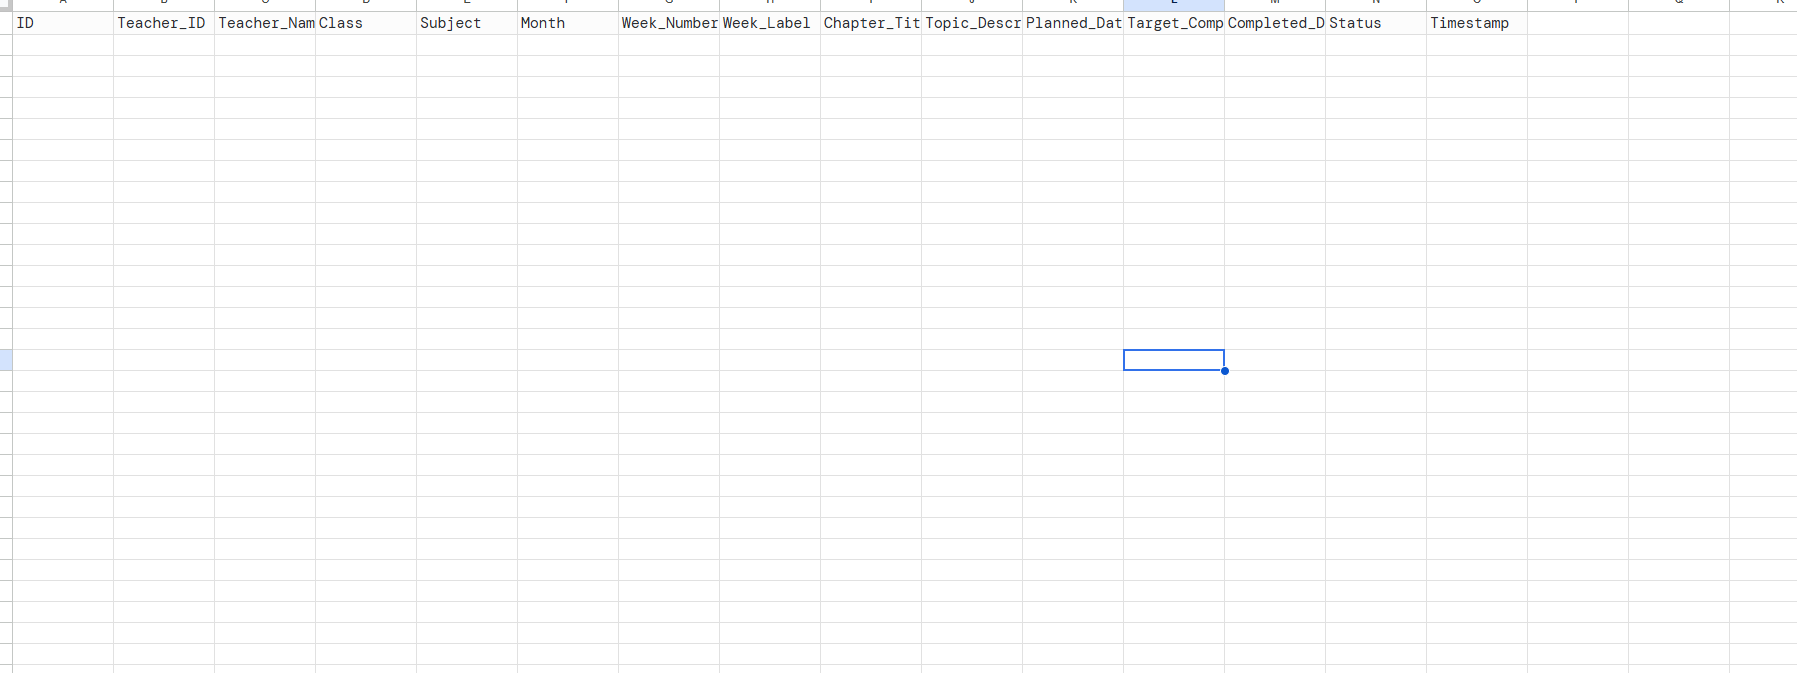 ID Teacher_ID Teacher_Nam Class Subject Month Week_Number Week_Label Chapter_Tit Topic_Descr Planned_Dat Target_Comp Completed_D Status Timestamp